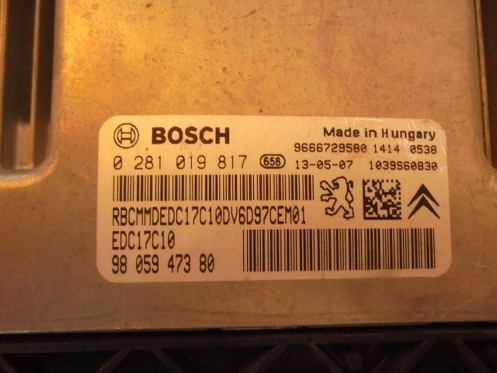 BOSCH
Made in Hungary
9666729580 1414 0538
0 281 019 817 658 13-05-07 1039S60830
RBCMMDEDC17C10DV6D97CEM01
EDC17C10
98 059 473 80